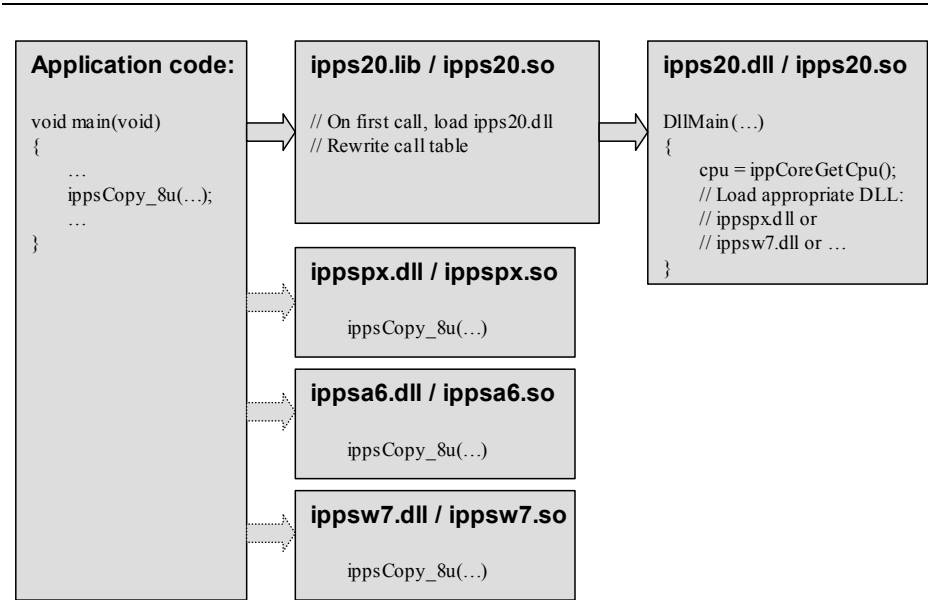 Application code:
void main(void)
{
…
ippsCopy_8u(…);
…
}
ipps20.lib / ipps20.so
// On first call, load ipps20.dll
// Rewrite call table
ipps20.dll / ipps20.so
DllMain(…)
{
cpu = ippCoreGetCpu();
// Load appropriate DLL:
// ippspx.dll or
// ippsw7.dll or …
}
ippspx.dll / ippspx.so
ippsCopy_8u(…)
ippsa6.dll / ippsa6.so
ippsCopy_8u(…)
ippsw7.dll / ippsw7.so
ippsCopy_8u(…)